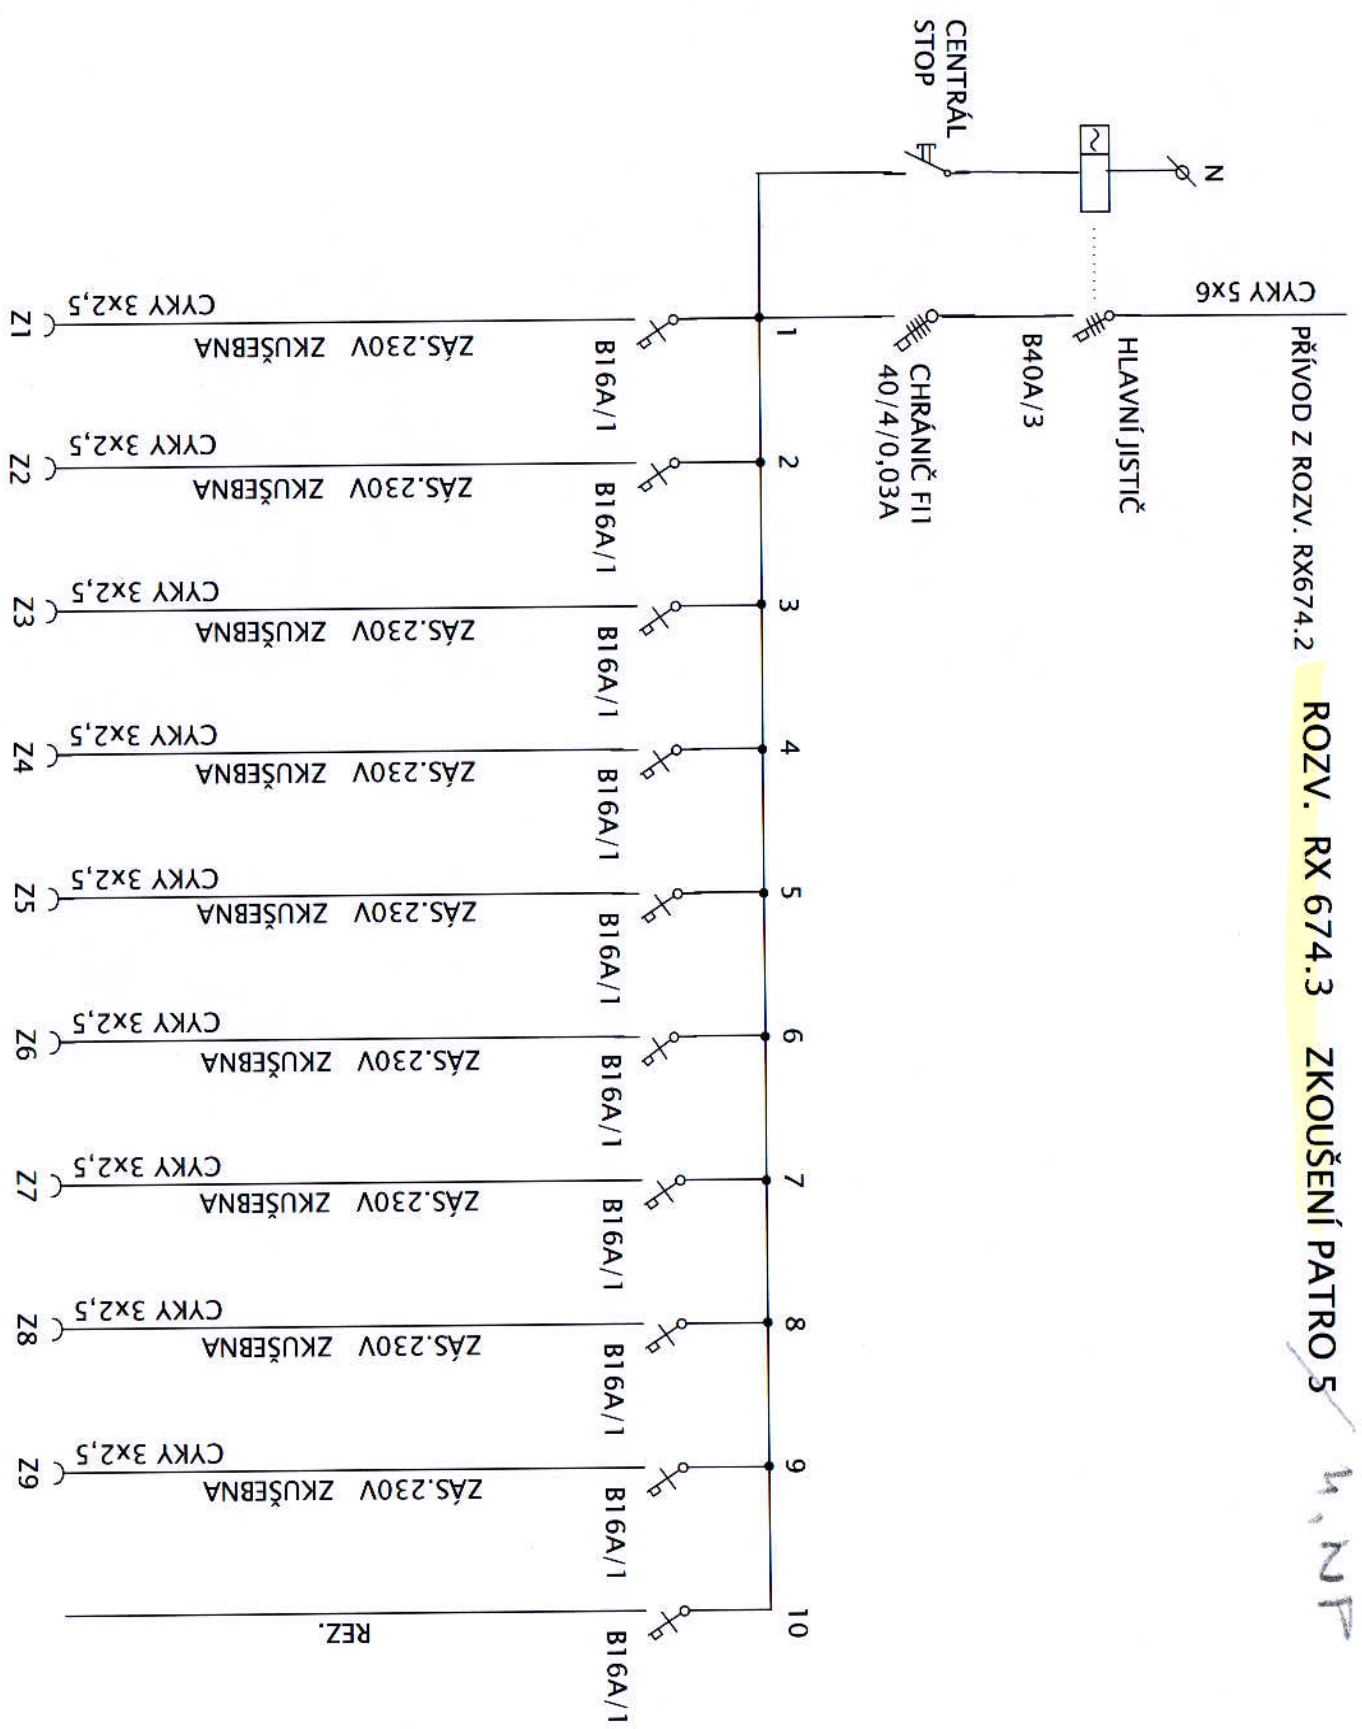 ROZV. RX 674.3 ZKOUŠENÍ PATRO 5 4.NP
PŘÍVOD Z ROZV. RX674.2
CYKY 5x6
N
HLAVNÍ JISTIČ
B40A/3
CENTRÁL
STOP
CHRÁNIČ FI1
40/4/0,03A
1
2
3
4
5
6
7
8
9
10
B16A/1
B16A/1
B16A/1
B16A/1
B16A/1
B16A/1
B16A/1
B16A/1
B16A/1
B16A/1
CYKY 3x2,5
ZÁS.230V ZKUŠEBNA
CYKY 3x2,5
ZÁS.230V ZKUŠEBNA
CYKY 3x2,5
ZÁS.230V ZKUŠEBNA
CYKY 3x2,5
ZÁS.230V ZKUŠEBNA
CYKY 3x2,5
ZÁS.230V ZKUŠEBNA
CYKY 3x2,5
ZÁS.230V ZKUŠEBNA
CYKY 3x2,5
ZÁS.230V ZKUŠEBNA
CYKY 3x2,5
ZÁS.230V ZKUŠEBNA
CYKY 3x2,5
ZÁS.230V ZKUŠEBNA
REZ.
Z1
Z2
Z3
Z4
Z5
Z6
Z7
Z8
Z9